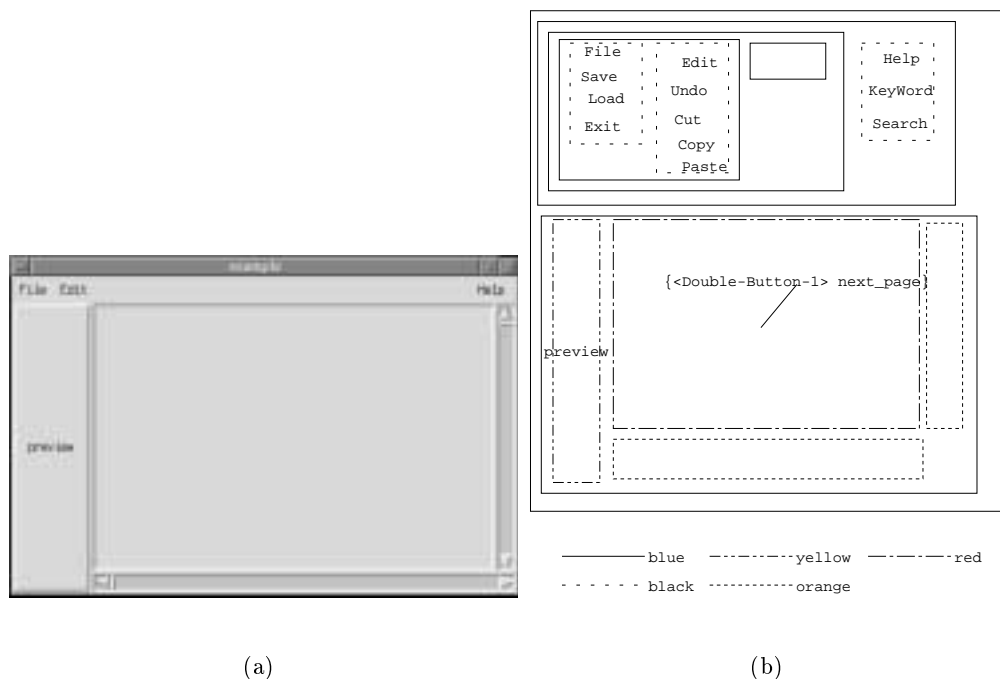 example
File Edit
Help
preview
File
Save
Load
Exit
Edit
Undo
Cut
Copy
Paste
Help
KeyWord
Search
{<Double-Button-1> next_page}
preview
blue
yellow
red
black
orange
(a)
(b)